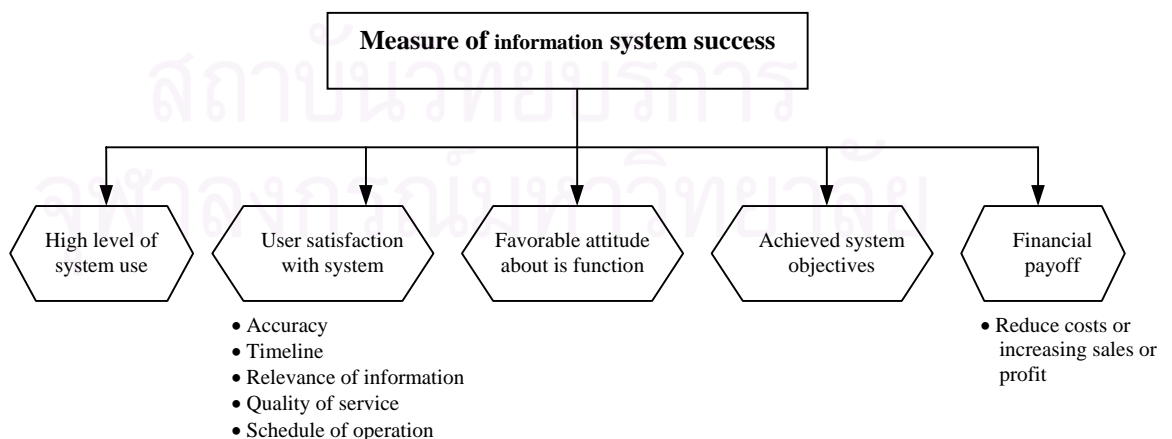 Measure of information system success
สถาบันวิทยบริการ
จุฬาลงกรณ์มหาวิทยาลัย
High level of
system use
User satisfaction
with system
Favorable attitude
about is function
Achieved system
objectives
Financial
payoff
• Accuracy
• Timeline
• Relevance of information
• Quality of service
• Schedule of operation
• Reduce costs or
increasing sales or
profit